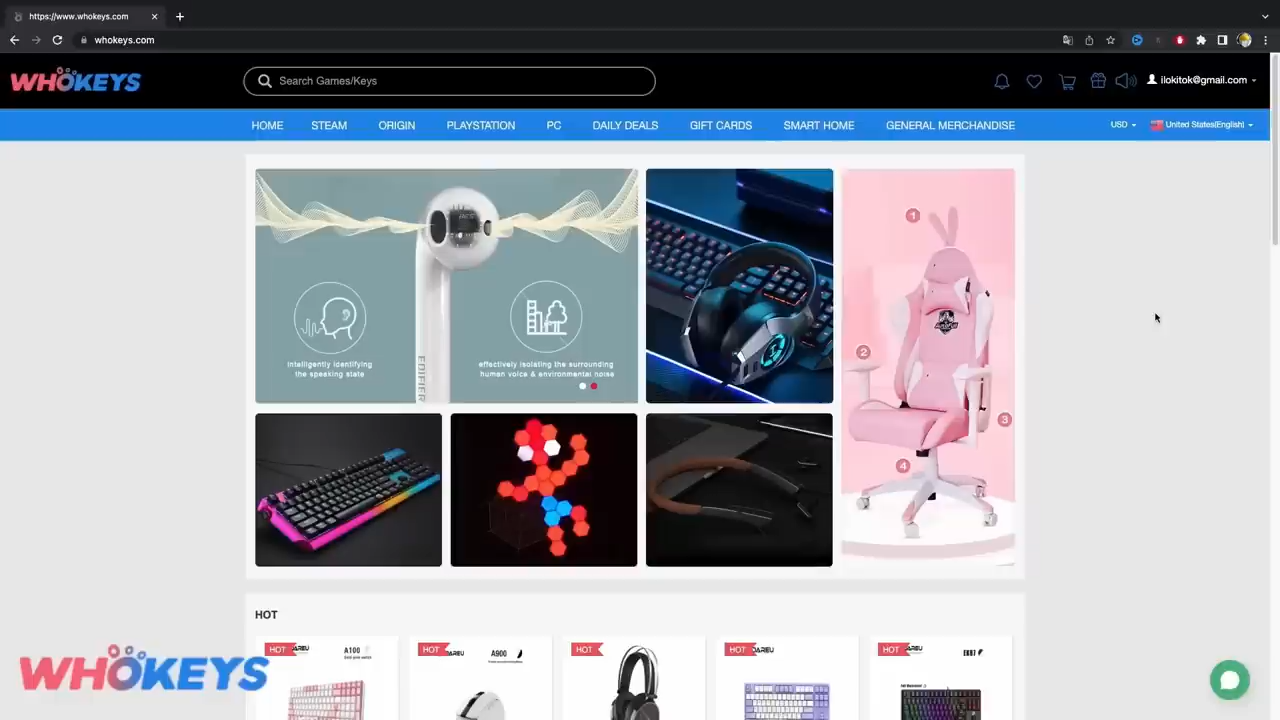 https://www.whokeys.com
whokeys.com
WHOKEYS
Search Games/Keys
ilokitok@gmail.com
HOME STEAM ORIGIN PLAYSTATION PC DAILY DEALS GIFT CARDS SMART HOME GENERAL MERCHANDISE
USD United States(English)
intelligently identifying
the speaking state
effectively isolating the surrounding
human voice & environmental noise
EDIFIER
1
2
3
4
HOT
HOT A100
HOT A900
HOT
HOT
HOT EK87
WHOKEYS